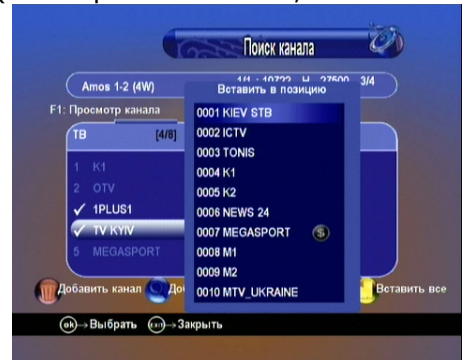 Поиск канала
Amos 1-2 (4W) 1/1 : 10722 H 27500 3/4
Вставить в позицию
F1: Просмотр канала
ТВ [4/8]
1 K1
2 OTV
1PLUS1
TV KYIV
5 MEGASPORT
0001 KIEV STB
0002 ICTV
0003 TONIS
0004 K1
0005 K2
0006 NEWS 24
0007 MEGASPORT $
0008 M1
0009 M2
0010 MTV_UKRAINE
Добавить канал До
Вставить все
ok → Выбрать → Закрыть